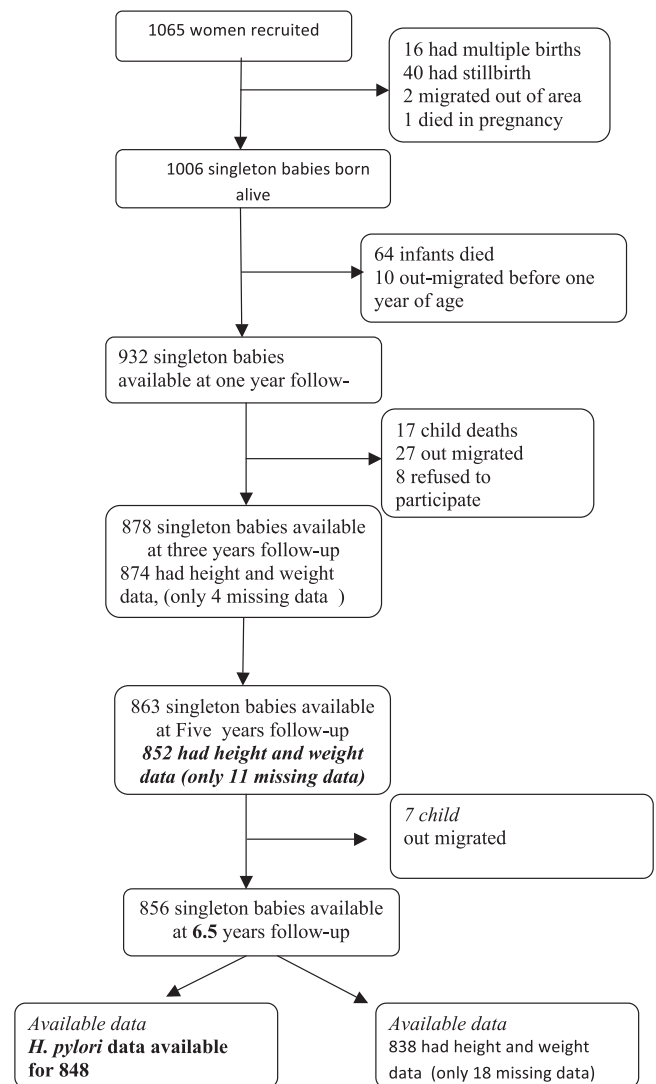 1065 women recruited
16 had multiple births
40 had stillbirth
2 migrated out of area
1 died in pregnancy
1006 singleton babies born
alive
64 infants died
10 out-migrated before one
year of age
932 singleton babies
available at one year follow-
17 child deaths
27 out migrated
8 refused to
participate
878 singleton babies available
at three years follow-up
874 had height and weight
data, (only 4 missing data )
863 singleton babies available
at Five years follow-up
852 had height and weight
data (only 11 missing data)
7 child
out migrated
856 singleton babies available
at 6.5 years follow-up
Available data
H. pylori data available
for 848
Available data
838 had height and weight
data (only 18 missing data)